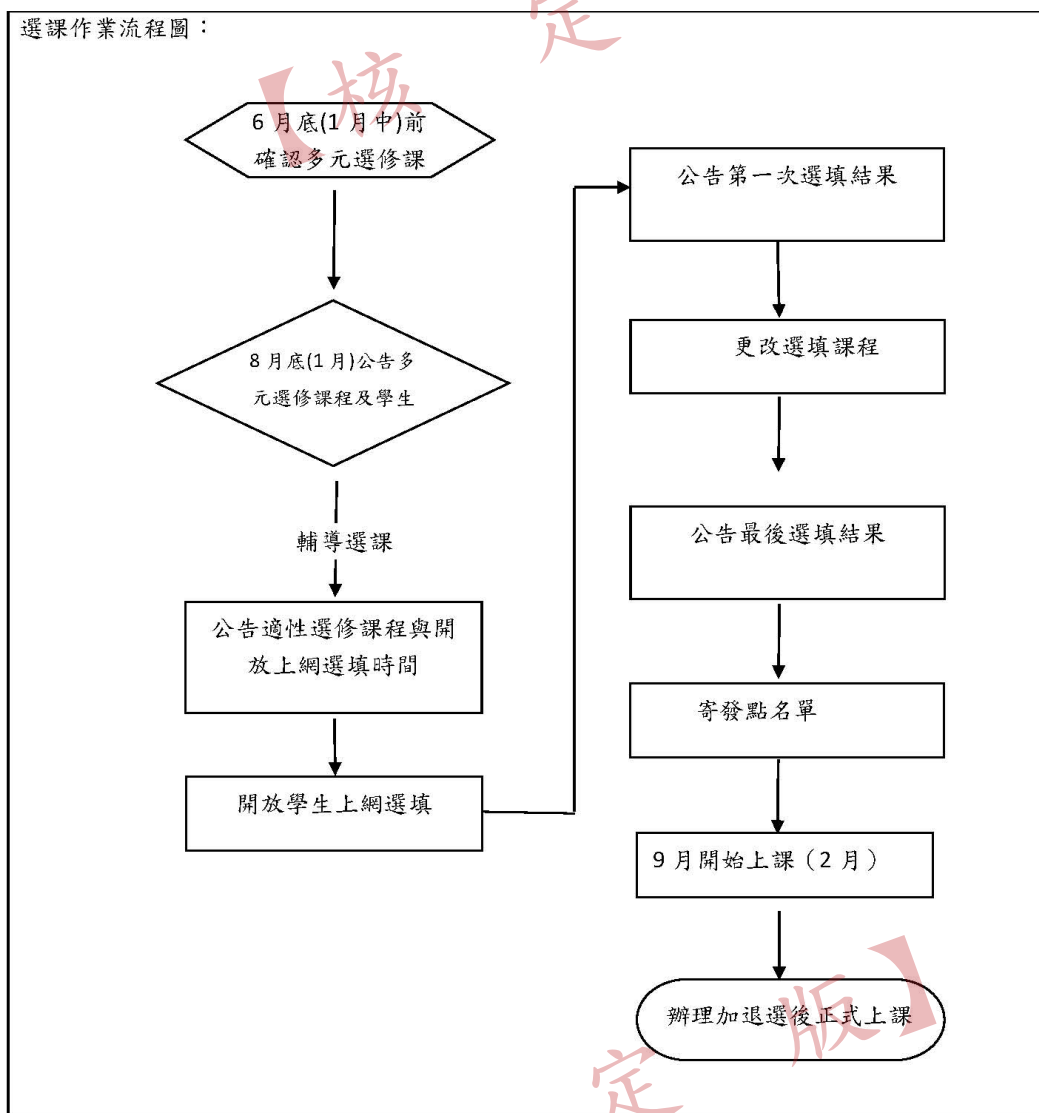 選課作業流程圖：
6 月底(1 月中)前
確認多元選修課
8 月底(1 月)公告多
元選修課程及學生
輔導選課
公告適性選修課程與開
放上網選填時間
開放學生上網選填
公告第一次選填結果
更改選填課程
公告最後選填結果
寄發點名單
9 月開始上課（2 月）
辦理加退選後正式上課
【核
定
版】
定